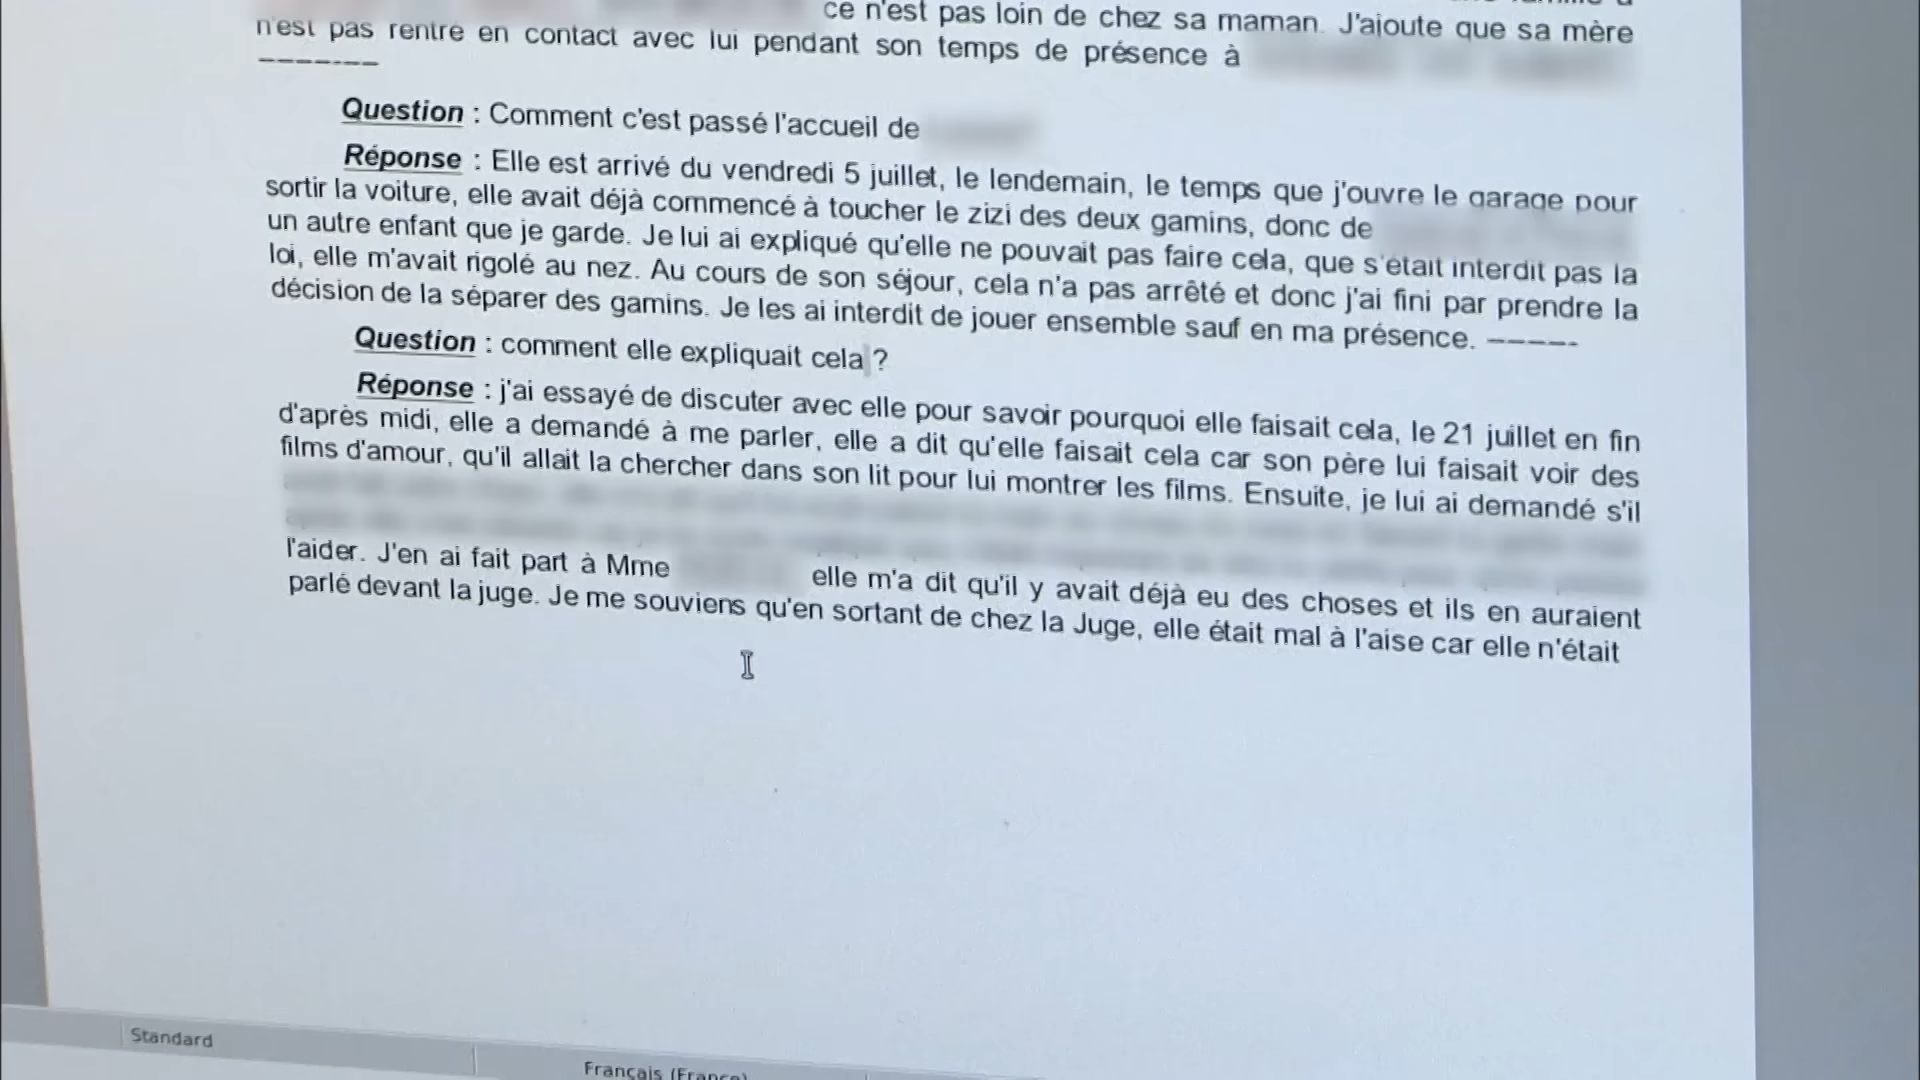 ce n'est pas loin de chez sa maman. J'ajoute que sa mère
n'est pas rentre en contact avec lui pendant son temps de présence à
-------
Question : Comment c'est passé l'accueil de
Réponse : Elle est arrivé du vendredi 5 juillet, le lendemain, le temps que j'ouvre le garage pour
sortir la voiture, elle avait déjà commencé à toucher le zizi des deux gamins, donc de
un autre enfant que je garde. Je lui ai expliqué qu'elle ne pouvait pas faire cela, que s'était interdit pas la
loi, elle m'avait rigolé au nez. Au cours de son séjour, cela n'a pas arrêté et donc j'ai fini par prendre la
décision de la séparer des gamins. Je les ai interdit de jouer ensemble sauf en ma présence. -----
Question : comment elle expliquait cela ?
Réponse : j'ai essayé de discuter avec elle pour savoir pourquoi elle faisait cela, le 21 juillet en fin
d'après midi, elle a demandé à me parler, elle a dit qu'elle faisait cela car son père lui faisait voir des
films d'amour, qu'il allait la chercher dans son lit pour lui montrer les films. Ensuite, je lui ai demandé s'il
l'aider. J'en ai fait part à Mme elle m'a dit qu'il y avait déjà eu des choses et ils en auraient
parlé devant la juge. Je me souviens qu'en sortant de chez la Juge, elle était mal à l'aise car elle n'était
Standard
Français (France)